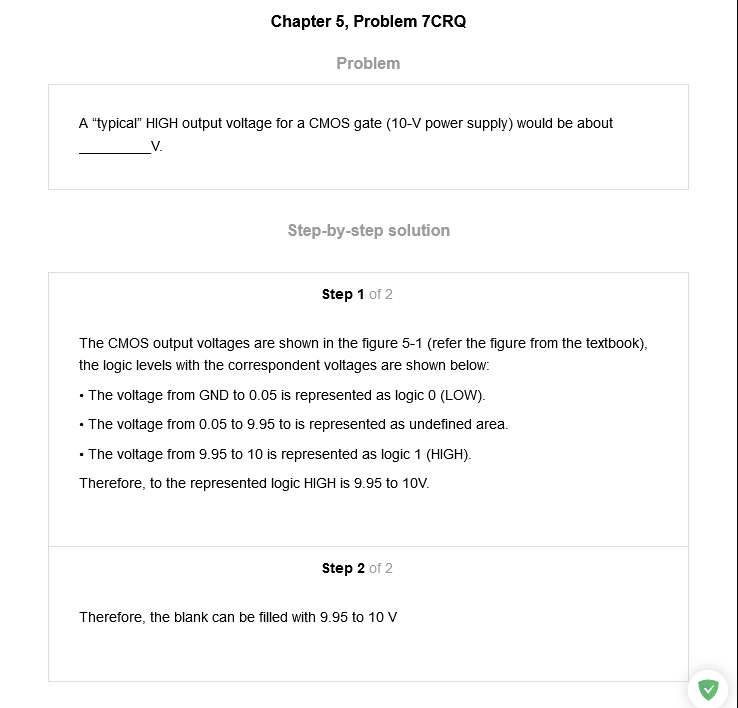 Chapter 5, Problem 7CRQ
Problem
A “typical” HIGH output voltage for a CMOS gate (10-V power supply) would be about
_________V.
Step-by-step solution
Step 1 of 2
The CMOS output voltages are shown in the figure 5-1 (refer the figure from the textbook),
the logic levels with the correspondent voltages are shown below:
• The voltage from GND to 0.05 is represented as logic 0 (LOW).
• The voltage from 0.05 to 9.95 to is represented as undefined area.
• The voltage from 9.95 to 10 is represented as logic 1 (HIGH).
Therefore, to the represented logic HIGH is 9.95 to 10V.
Step 2 of 2
Therefore, the blank can be filled with 9.95 to 10 V